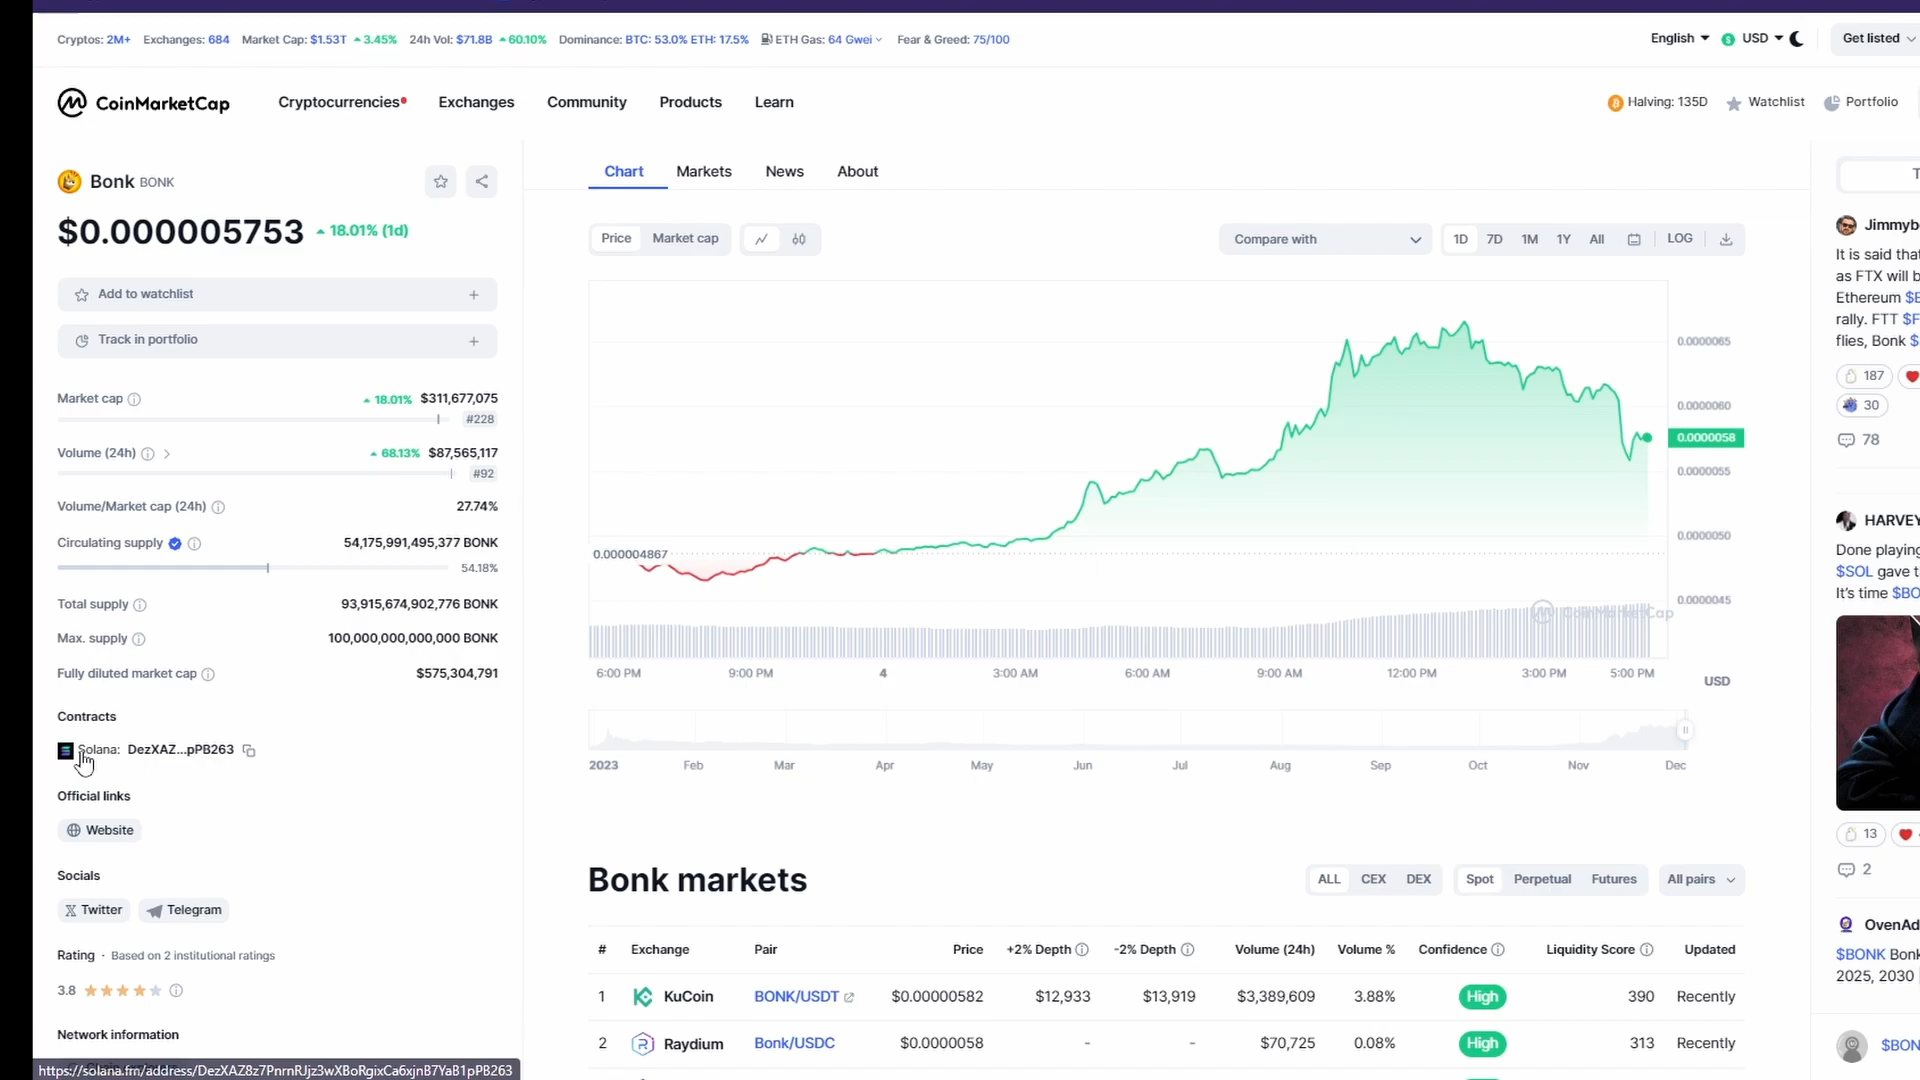 Cryptos: 2M+ Exchanges: 684 Market Cap: $1.53T 3.45% 24h Vol: $71.8B 60.10% Dominance: BTC: 53.0% ETH: 17.5% ETH Gas: 64 Gwei Fear & Greed: 75/100
English USD Get listed
CoinMarketCap Cryptocurrencies Exchanges Community Products Learn
Halving: 135D Watchlist Portfolio
Bonk BONK
$0.000005753 18.01% (1d)
Add to watchlist +
Track in portfolio +
Market cap 18.01% $311,677,075
#228
Volume (24h) 68.13% $87,565,117
#92
Volume/Market cap (24h) 27.74%
Circulating supply 54,175,991,495,377 BONK
54.18%
Total supply 93,915,674,902,776 BONK
Max. supply 100,000,000,000,000 BONK
Fully diluted market cap $575,304,791
Contracts
Solana: DezXAZ...pPB263
Official links
Website
Socials
Twitter Telegram
Rating · Based on 2 institutional ratings
3.8
Network information
https://solana.fm/address/DezXAZ8z7PnrnRJjz3wXBoRgixCa6xjnB7YaB1pPB263
Chart Markets News About
Price Market cap
Compare with
1D 7D 1M 1Y All LOG
0.0000065
0.0000060
0.0000058
0.0000055
0.0000050
0.0000045
0.000004867
CoinMarketCap
6:00 PM 9:00 PM 4 3:00 AM 6:00 AM 9:00 AM 12:00 PM 3:00 PM 5:00 PM
USD
2023 Feb Mar Apr May Jun Jul Aug Sep Oct Nov Dec
Bonk markets
ALL CEX DEX Spot Perpetual Futures All pairs
# Exchange Pair Price +2% Depth -2% Depth Volume (24h) Volume % Confidence Liquidity Score Updated
1 KuCoin BONK/USDT $0.00000582 $12,933 $13,919 $3,389,609 3.88% High 390 Recently
2 Raydium Bonk/USDC $0.0000058 - - $70,725 0.08% High 313 Recently
T
Jimmyb
It is said that
as FTX will b
Ethereum $E
rally. FTT $F
flies, Bonk $
187
30
78
HARVEY
Done playing
$SOL gave t
It's time $BO
13
2
OvenAd
$BONK Bonk
2025, 2030
$BON